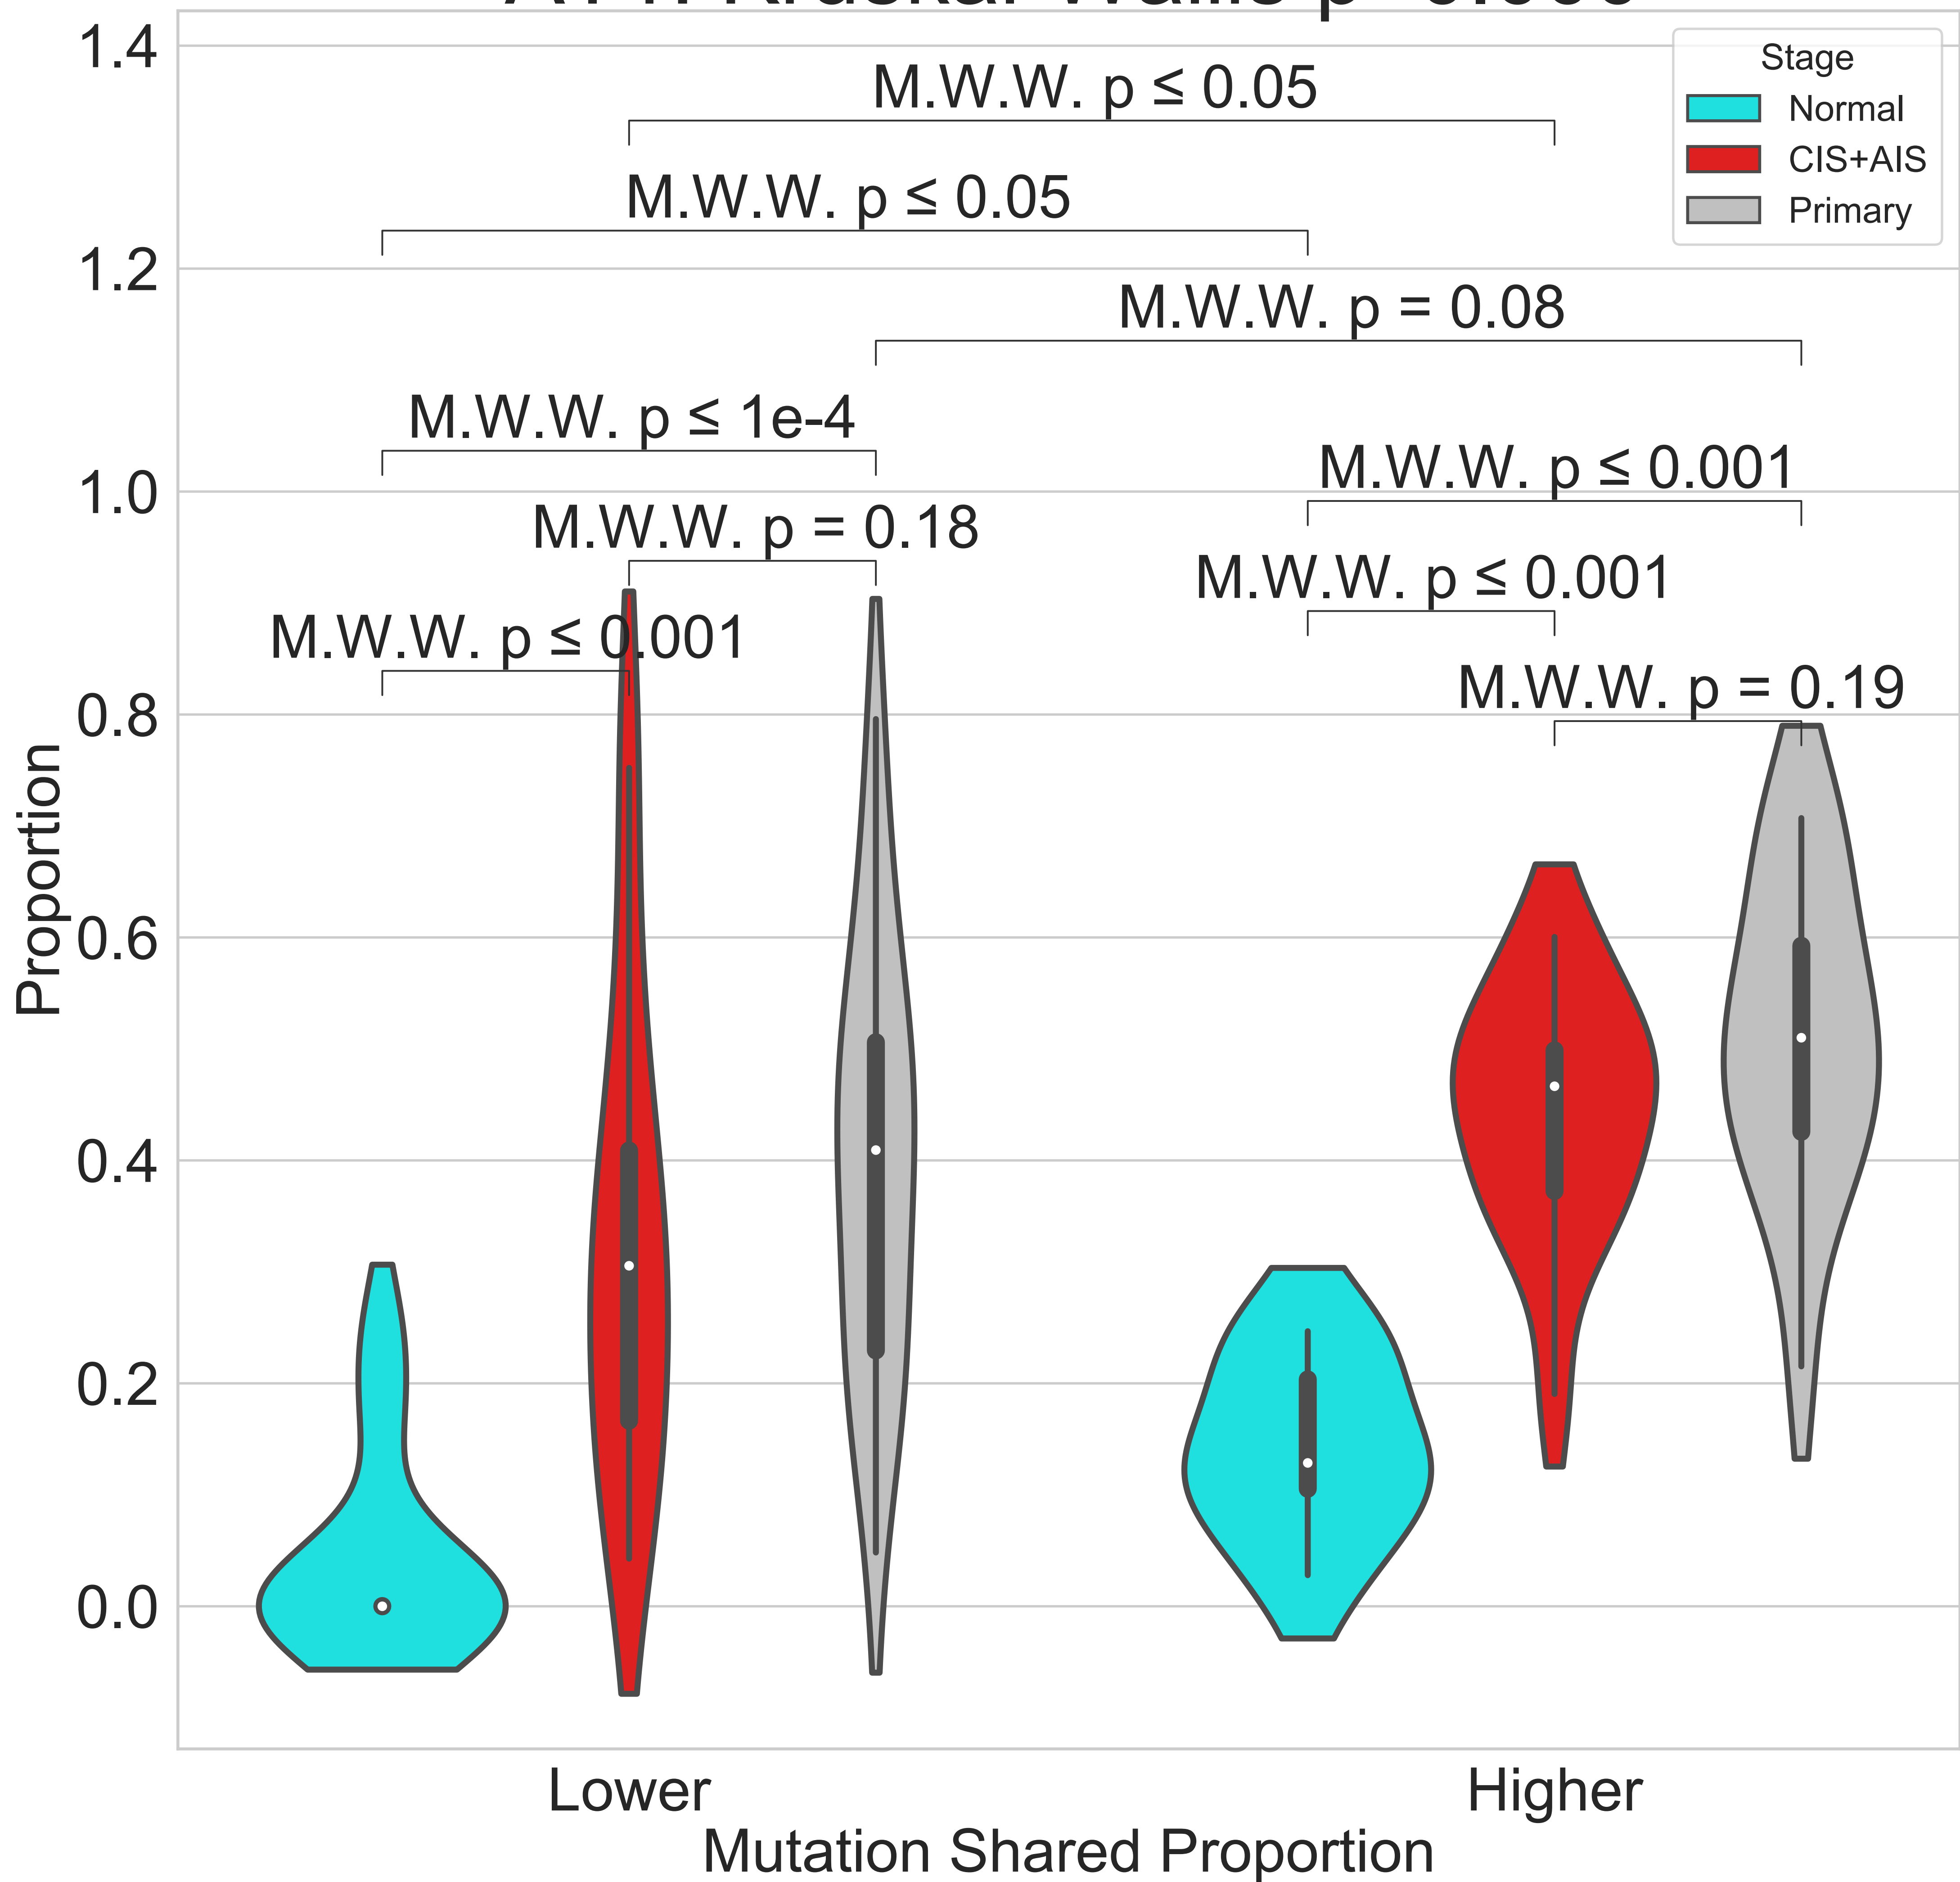 1.4
1.2
1.0
0.8
0.6
0.4
0.2
0.0
Proportion
Stage
Normal
CIS+AIS
Primary
M.W.W. p ≤ 0.05
M.W.W. p ≤ 0.05
M.W.W. p = 0.08
M.W.W. p ≤ 1e-4
M.W.W. p ≤ 0.001
M.W.W. p = 0.18
M.W.W. p ≤ 0.001
M.W.W. p ≤ 0.001
M.W.W. p = 0.19
Lower
Higher
Mutation Shared Proportion